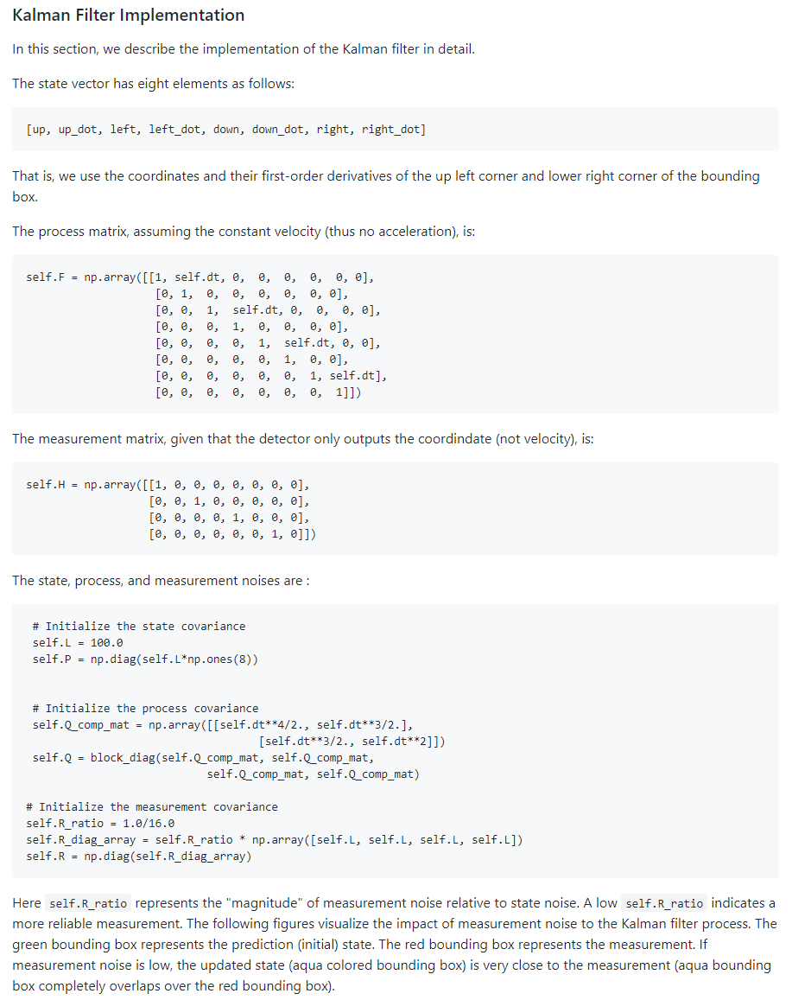 Kalman Filter Implementation
In this section, we describe the implementation of the Kalman filter in detail.
The state vector has eight elements as follows:
[up, up_dot, left, left_dot, down, down_dot, right, right_dot]
That is, we use the coordinates and their first-order derivatives of the up left corner and lower right corner of the bounding
box.
The process matrix, assuming the constant velocity (thus no acceleration), is:
self.F = np.array([[1, self.dt, 0,  0,  0,  0,  0, 0],
                    [0, 1,  0,  0,  0,  0,  0, 0],
                    [0, 0,  1,  self.dt, 0,  0,  0, 0],
                    [0, 0,  0,  1,  0,  0,  0, 0],
                    [0, 0,  0,  0,  1,  self.dt, 0, 0],
                    [0, 0,  0,  0,  0,  1,  0, 0],
                    [0, 0,  0,  0,  0,  0,  1, self.dt],
                    [0, 0,  0,  0,  0,  0,  0,  1]])
The measurement matrix, given that the detector only outputs the coordindate (not velocity), is:
self.H = np.array([[1, 0, 0, 0, 0, 0, 0, 0],
                   [0, 0, 1, 0, 0, 0, 0, 0],
                   [0, 0, 0, 0, 1, 0, 0, 0],
                   [0, 0, 0, 0, 0, 0, 1, 0]])
The state, process, and measurement noises are :
 # Initialize the state covariance
 self.L = 100.0
 self.P = np.diag(self.L*np.ones(8))
 # Initialize the process covariance
 self.Q_comp_mat = np.array([[self.dt**4/2., self.dt**3/2.],
                                    [self.dt**3/2., self.dt**2]])
 self.Q = block_diag(self.Q_comp_mat, self.Q_comp_mat,
                            self.Q_comp_mat, self.Q_comp_mat)
# Initialize the measurement covariance
self.R_ratio = 1.0/16.0
self.R_diag_array = self.R_ratio * np.array([self.L, self.L, self.L, self.L])
self.R = np.diag(self.R_diag_array)
Here self.R_ratio represents the "magnitude" of measurement noise relative to state noise. A low self.R_ratio indicates a
more reliable measurement. The following figures visualize the impact of measurement noise to the Kalman filter process. The
green bounding box represents the prediction (initial) state. The red bounding box represents the measurement. If
measurement noise is low, the updated state (aqua colored bounding box) is very close to the measurement (aqua bounding
box completely overlaps over the red bounding box).